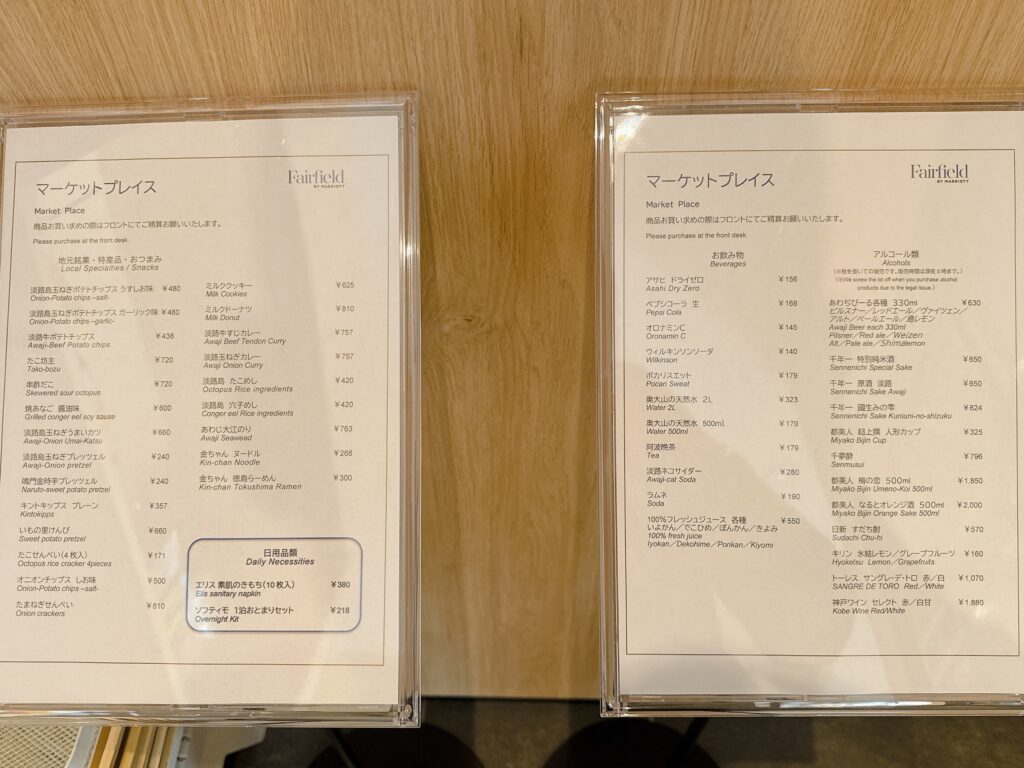 マーケットプレイス
Fairfield
BY MARRIOTT
Market Place
商品お買い求めの際はフロントにてご精算お願いいたします。
Please purchase at the front desk.
地元銘菓・特産品・おつまみ
Local Specialties / Snacks
淡路島玉ねぎポテトチップス うすしお味 ¥480
Onion-Potato chips –salt-
淡路島玉ねぎポテトチップス ガーリック味 ¥480
Onion-Potato chips –garlic-
淡路牛ポテトチップス ¥438
Awaji-Beef Potato chips
たこ坊主 ¥720
Tako-bozu
串酢だこ ¥720
Skewered sour octopus
焼あなご 醤油味 ¥600
Grilled conger eel soy sause
淡路島玉ねぎうまいカツ ¥660
Awaji-Onion Umai-Katsu
淡路島玉ねぎプレッツェル ¥240
Awaji-Onion pretzel
鳴門金時芋プレッツェル ¥240
Naruto-sweet potato pretzel
キントキップス プレーン ¥357
Kintokipps
いもの里けんぴ ¥660
Sweet potato pretzel
たこせんべい(4枚入) ¥171
Octopus rice cracker 4pieces
オニオンチップス しお味 ¥500
Onion-Potato chips –salt-
たまねぎせんべい ¥810
Onion crackers
ミルククッキー ¥625
Milk Cookies
ミルクドーナツ ¥810
Milk Donut
淡路牛すじカレー ¥757
Awaji Beef Tendon Curry
淡路島玉ねぎカレー ¥757
Awaji Onion Curry
淡路島 たこめし ¥420
Octopus Rice ingredients
淡路島 穴子めし ¥420
Conger eel Rice ingredients
あわじ大江のり ¥763
Awaji Seawead
金ちゃん ヌードル ¥268
Kin-chan Noodle
金ちゃん 徳島らーめん ¥300
Kin-chan Tokushima Ramen
日用品類
Daily Necessities
エリス 素肌のきもち(10枚入) ¥380
Elis sanitary napkin
ソフティモ 1泊おとまりセット ¥218
Overnight Kit
マーケットプレイス
Fairfield
BY MARRIOTT
Market Place
商品お買い求めの際はフロントにてご精算お願いいたします。
Please purchase at the front desk.
お飲み物
Beverages
アサヒ ドライゼロ ¥156
Asahi Dry Zero
ペプシコーラ 生 ¥168
Pepsi Cola
オロナミンC ¥145
Oronamin C
ウィルキンソンソーダ ¥140
Wilkinson
ポカリスエット ¥179
Pocari Sweat
奥大山の天然水 2L ¥323
Water 2L
奥大山の天然水 500ml ¥179
Water 500ml
阿波晩茶 ¥179
Tea
淡路ネコサイダー ¥280
Awaji-cat Soda
ラムネ ¥190
Soda
100%フレッシュジュース 各種 ¥550
いよかん/でこひめ/ぽんかん/きよみ
100% fresh juice
Iyokan/Dekohime/Ponkan/Kiyomi
アルコール類
Alcohols
(※栓を抜いての販売です。販売時間は深夜0時まで。)
(※We screw the lid off when you purchase alcohol
products due to the legal issue.)
あわぢびーる各種 330ml ¥630
ピルスナー/レッドエール/ヴァイツェン/
アルト/ペールエール/島レモン
Awaji Beer each 330ml
Pilsner/Red ale/Weizen
Alt/Pale ale/Shimalemon
千年一 特別純米酒 ¥650
Sennenichi Special Sake
千年一 原酒 淡路 ¥650
Sennenichi Sake Awaji
千年一 國生みの雫 ¥624
Sennenichi Sake Kuniuni-no-shizuku
都美人 超上撰 人形カップ ¥325
Miyako Bijin Cup
千夢酔 ¥796
Senmusui
都美人 梅の恋 500ml ¥1,850
Miyako Bijin Umeno-Koi 500ml
都美人 なるとオレンジ酒 500ml ¥2,000
Miyako Bijin Orange Sake 500ml
日新 すだち酎 ¥570
Sudachi Chu-hi
キリン 氷結レモン/グレープフルーツ ¥160
Hyoketsu Lemon/Grapefruits
トーレス サングレ・デ・トロ 赤/白 ¥1,070
SANGRE DE TORO Red/White
神戸ワイン セレクト 赤/白甘 ¥1,880
Kobe Wine Red/White